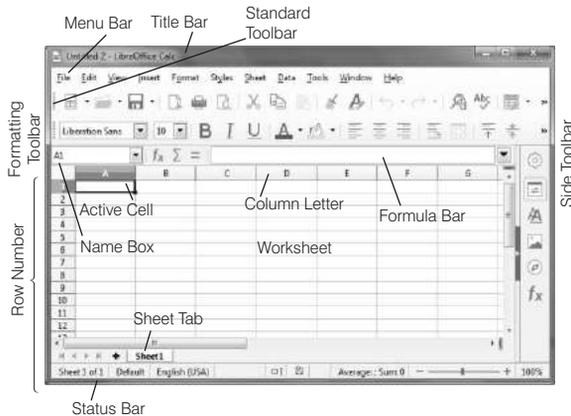 Menu Bar
Title Bar
Standard
Toolbar
Untitled 2 - LibreOffice Calc
File Edit View Insert Format Styles Sheet Data Tools Window Help
Formatting
Toolbar
Liberation Sans 10 B I U A
A1 fx Σ =
A B C D E F G
1
2
3
4
5
6
7
8
9
10
11
12
Active Cell
Column Letter
Formula Bar
Name Box
Worksheet
Row Number
Side Toolbar
Sheet Tab
Sheet1
Sheet 1 of 1 Default English (USA) Average: ; Sum: 0 100%
Status Bar